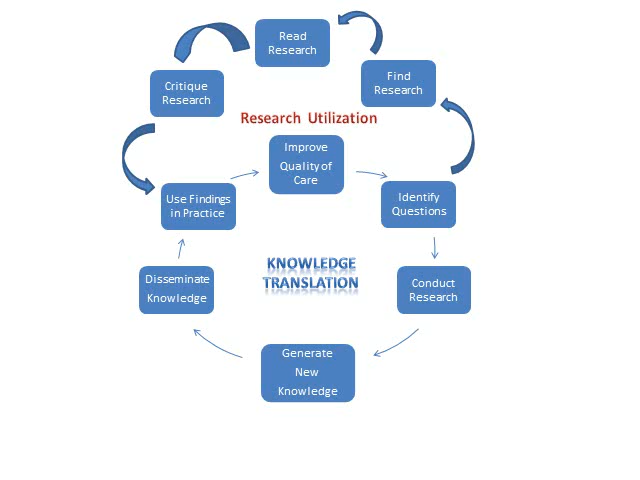 Read
Research
Find
Research
Critique
Research
Research Utilization
Improve
Quality of
Care
Identify
Questions
Use Findings
in Practice
KNOWLEDGE
TRANSLATION
Disseminate
Knowledge
Conduct
Research
Generate
New
Knowledge